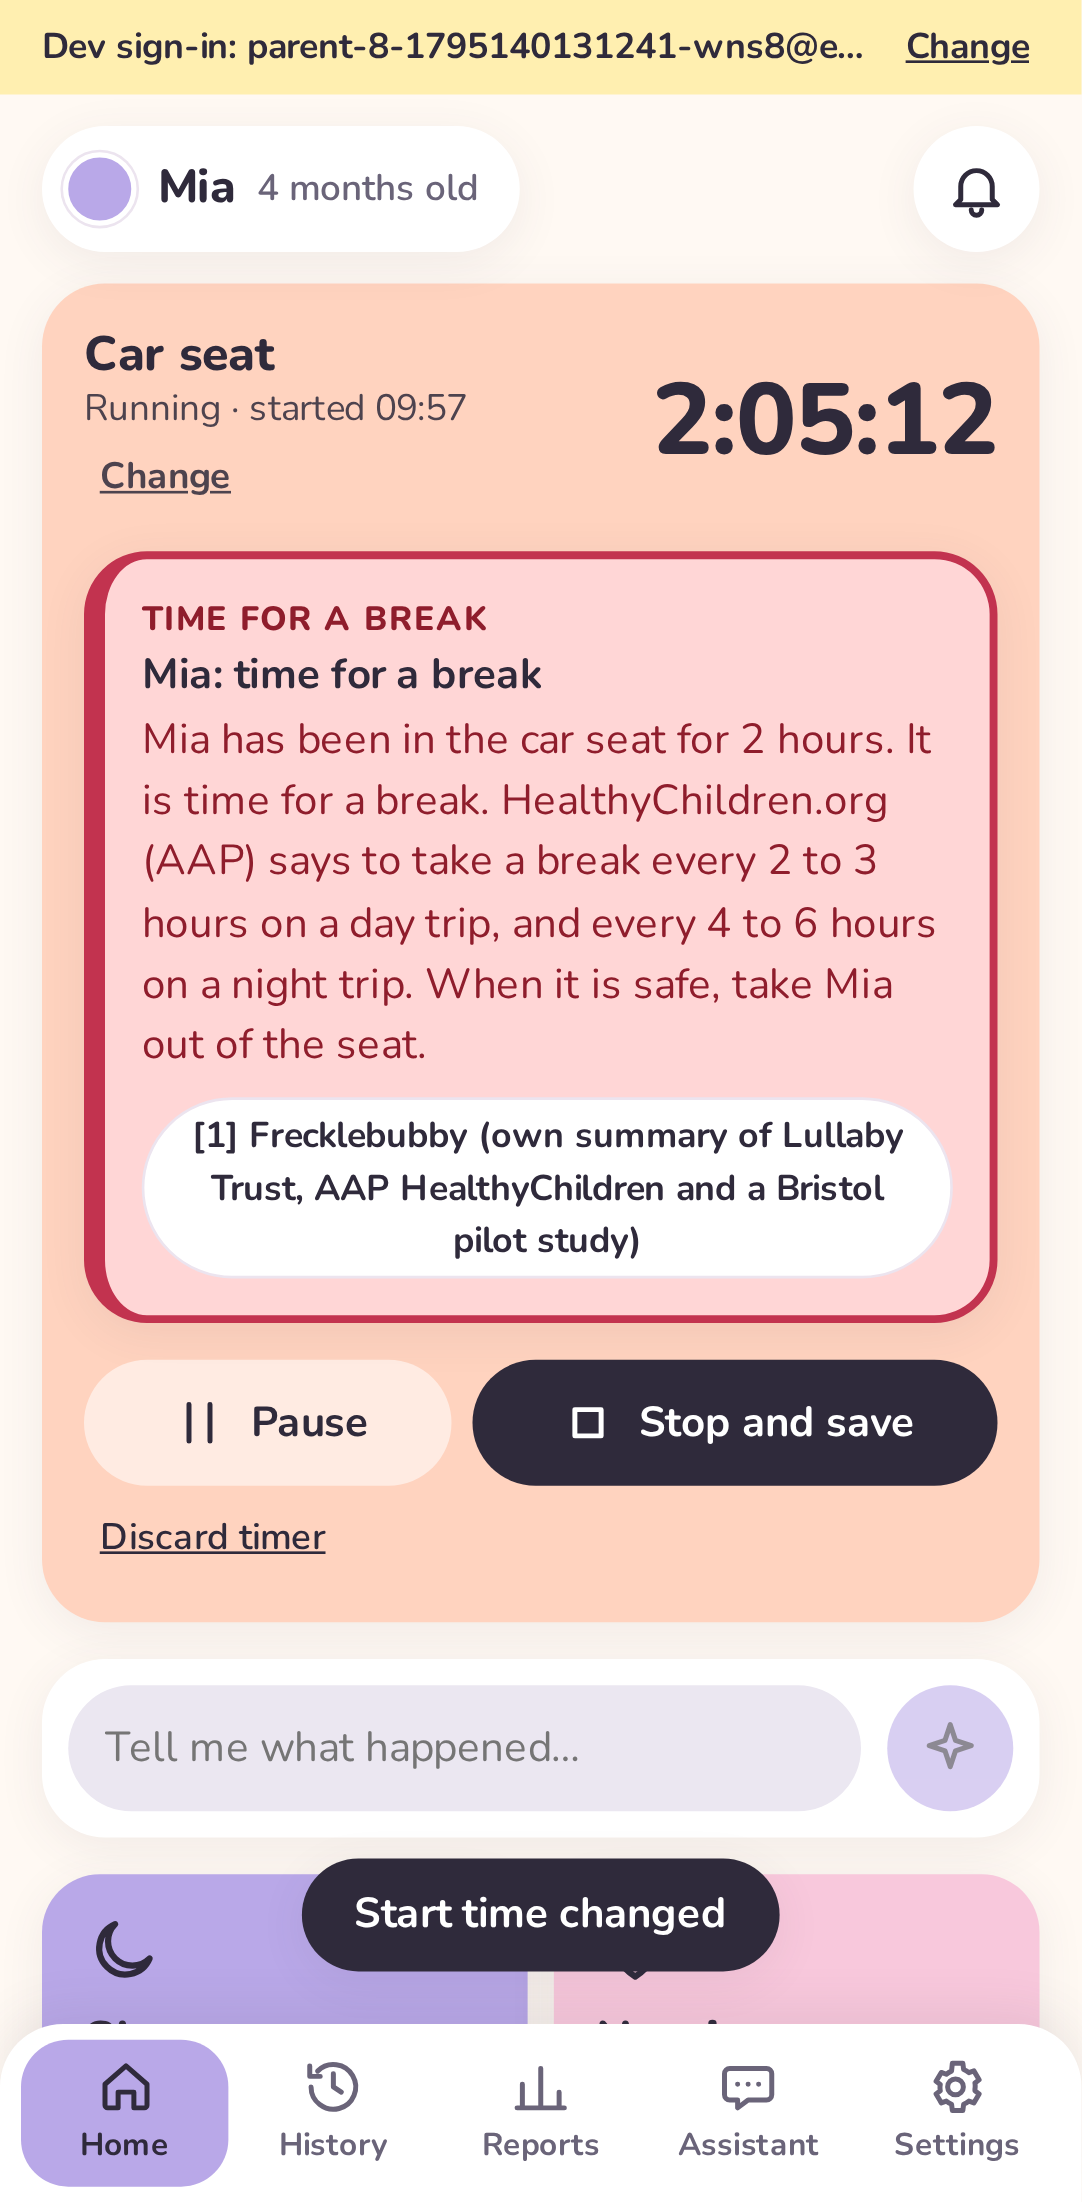 Dev sign-in: parent-8-1795140131241-wns8@e... Change
Mia 4 months old
Car seat
Running · started 09:57
2:05:12
Change
TIME FOR A BREAK
Mia: time for a break
Mia has been in the car seat for 2 hours. It
is time for a break. HealthyChildren.org
(AAP) says to take a break every 2 to 3
hours on a day trip, and every 4 to 6 hours
on a night trip. When it is safe, take Mia
out of the seat.
[1] Frecklebubby (own summary of Lullaby
Trust, AAP HealthyChildren and a Bristol
pilot study)
Pause
Stop and save
Discard timer
Tell me what happened...
Start time changed
Home
History
Reports
Assistant
Settings